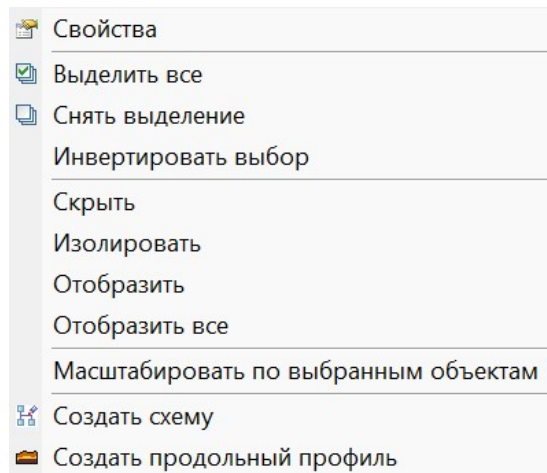 Свойства
Выделить все
Снять выделение
Инвертировать выбор
Скрыть
Изолировать
Отобразить
Отобразить все
Масштабировать по выбранным объектам
Создать схему
Создать продольный профиль